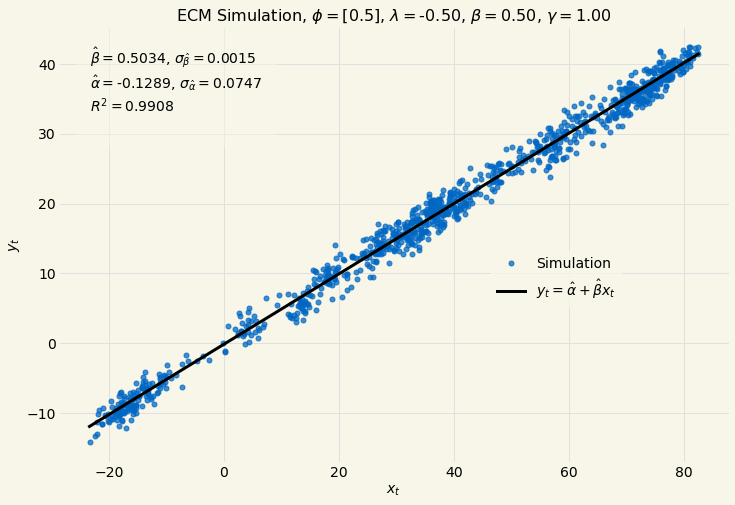 ECM Simulation, ϕ = [0.5], λ = -0.50, β = 0.50, γ = 1.00
β̂ = 0.5034, σ_β̂ = 0.0015
α̂ = -0.1289, σ_α̂ = 0.0747
R² = 0.9908
40
30
20
10
0
−10
y_t
Simulation
y_t = α̂ + β̂x_t
−20 0 20 40 60 80
x_t